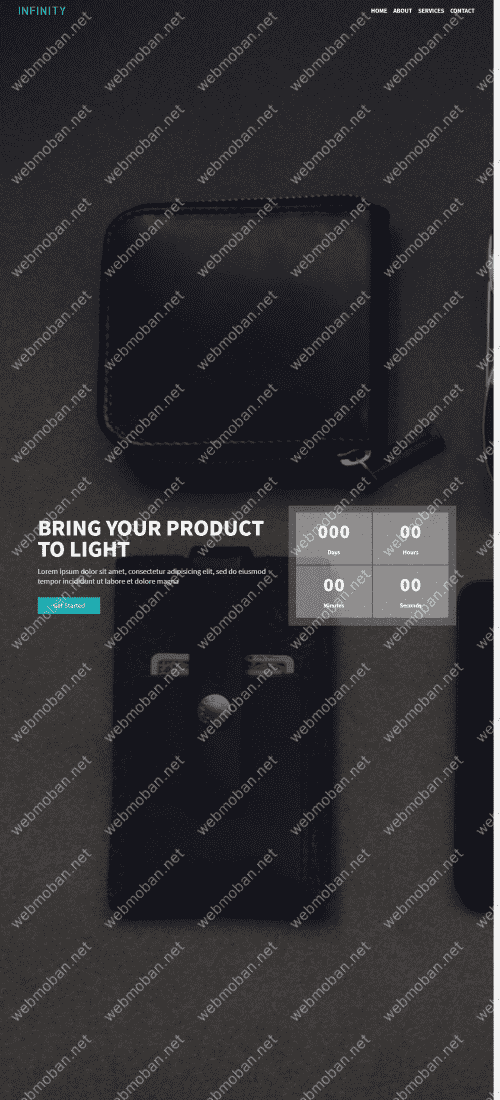 INFINITY
HOME ABOUT SERVICES CONTACT
BRING YOUR PRODUCT
TO LIGHT
Lorem ipsum dolor sit amet, consectetur adipisicing elit, sed do eiusmod
tempor incididunt ut labore et dolore magna
Get Started
000 00
Days Hours
00 00
Minutes Seconds
webmoban.net